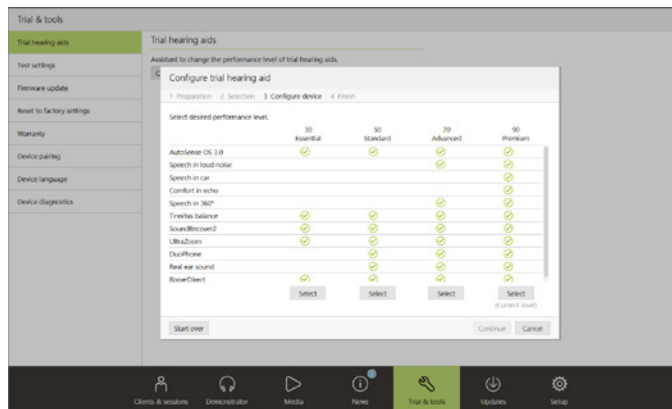 Trial & tools
Trial hearing aids
Test settings
Firmware update
Reset to factory settings
Warranty
Device pairing
Device language
Device diagnostics
Trial hearing aids
Assistant to change the performance level of trial hearing aids.
Configure trial hearing aid
1 Preparation 2 Selection 3 Configure device 4 Finish
Select desired performance level.
30 50 70 90
Essential Standard Advanced Premium
AutoSense OS 3.0
Speech in loud noise
Speech in car
Comfort in echo
Speech in 360°
Tinnitus balance
SoundRecover2
UltraZoom
DuoPhone
Real ear sound
RogerDirect
Select Select Select Select
(Current level)
Start over Continue Cancel
Clients & sessions Demonstrator Media News Trial & tools Updates Setup